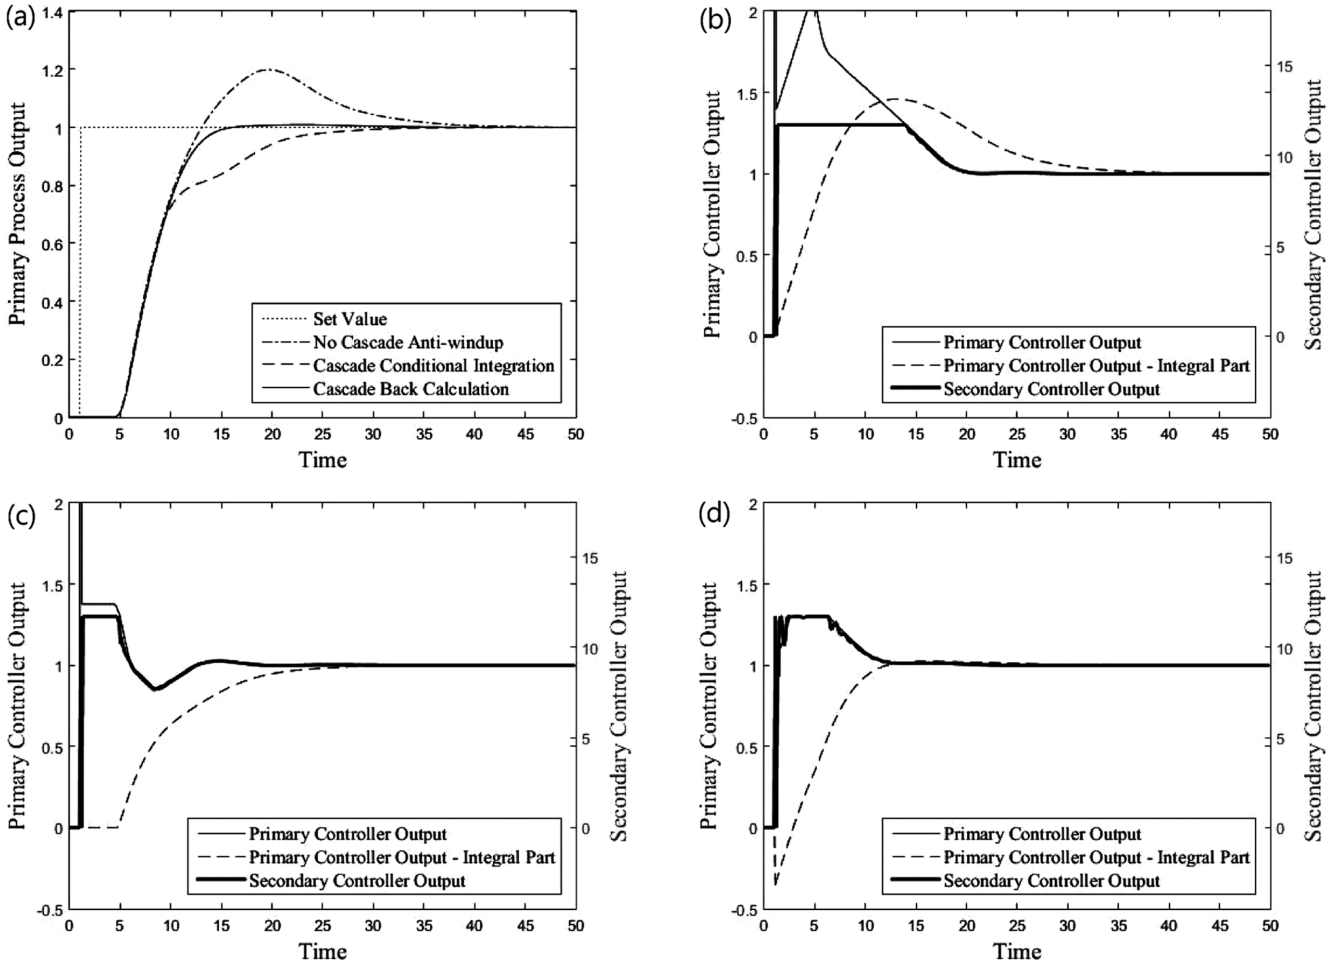 (a)
Primary Process Output
1.4
1.2
1
0.8
0.6
0.4
0.2
0
Set Value
No Cascade Anti-windup
Cascade Conditional Integration
Cascade Back Calculation
0 5 10 15 20 25 30 35 40 45 50
Time
(b)
Primary Controller Output
2
1.5
1
0.5
0
-0.5
15
10
5
0
Secondary Controller Output
Primary Controller Output
Primary Controller Output - Integral Part
Secondary Controller Output
0 5 10 15 20 25 30 35 40 45 50
Time
(c)
Primary Controller Output
2
1.5
1
0.5
0
-0.5
15
10
5
0
Secondary Controller Output
Primary Controller Output
Primary Controller Output - Integral Part
Secondary Controller Output
0 5 10 15 20 25 30 35 40 45 50
Time
(d)
Primary Controller Output
2
1.5
1
0.5
0
-0.5
15
10
5
0
Secondary Controller Output
Primary Controller Output
Primary Controller Output - Integral Part
Secondary Controller Output
0 5 10 15 20 25 30 35 40 45 50
Time